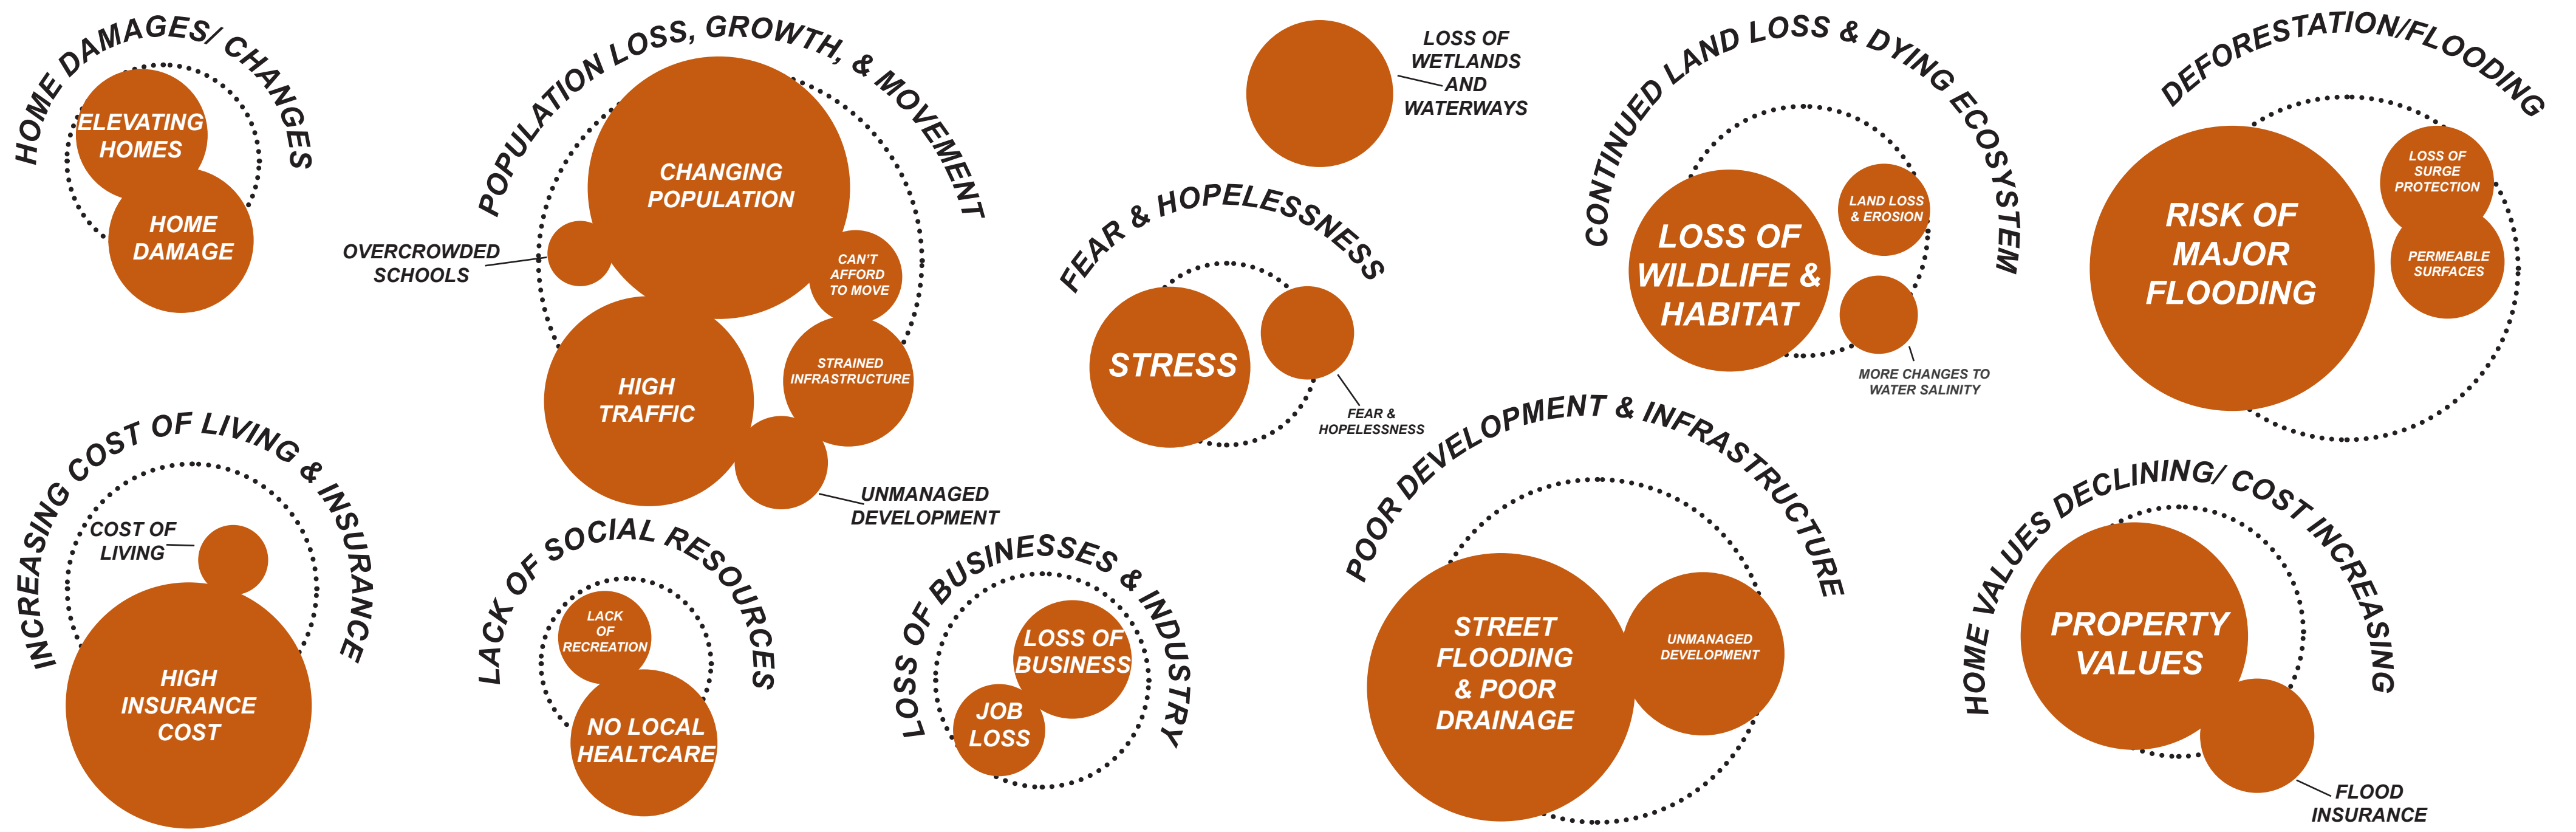 HOME DAMAGES/ CHANGES
ELEVATING
HOMES
HOME
DAMAGE
POPULATION LOSS, GROWTH, & MOVEMENT
CHANGING
POPULATION
OVERCROWDED
SCHOOLS
CAN'T
AFFORD
TO MOVE
STRAINED
INFRASTRUCTURE
HIGH
TRAFFIC
UNMANAGED
DEVELOPMENT
LOSS OF
WETLANDS
AND
WATERWAYS
FEAR & HOPELESSNESS
STRESS
FEAR &
HOPELESSNESS
CONTINUED LAND LOSS & DYING ECOSYSTEM
LOSS OF
WILDLIFE &
HABITAT
LAND LOSS
& EROSION
MORE CHANGES TO
WATER SALINITY
DEFORESTATION/FLOODING
RISK OF
MAJOR
FLOODING
LOSS OF
SURGE
PROTECTION
PERMEABLE
SURFACES
INCREASING COST OF LIVING & INSURANCE
COST OF
LIVING
HIGH
INSURANCE
COST
LACK OF SOCIAL RESOURCES
LACK
OF
RECREATION
NO LOCAL
HEALTCARE
LOSS OF BUSINESSES & INDUSTRY
LOSS OF
BUSINESS
JOB
LOSS
POOR DEVELOPMENT & INFRASTRUCTURE
STREET
FLOODING
& POOR
DRAINAGE
UNMANAGED
DEVELOPMENT
HOME VALUES DECLINING/ COST INCREASING
PROPERTY
VALUES
FLOOD
INSURANCE